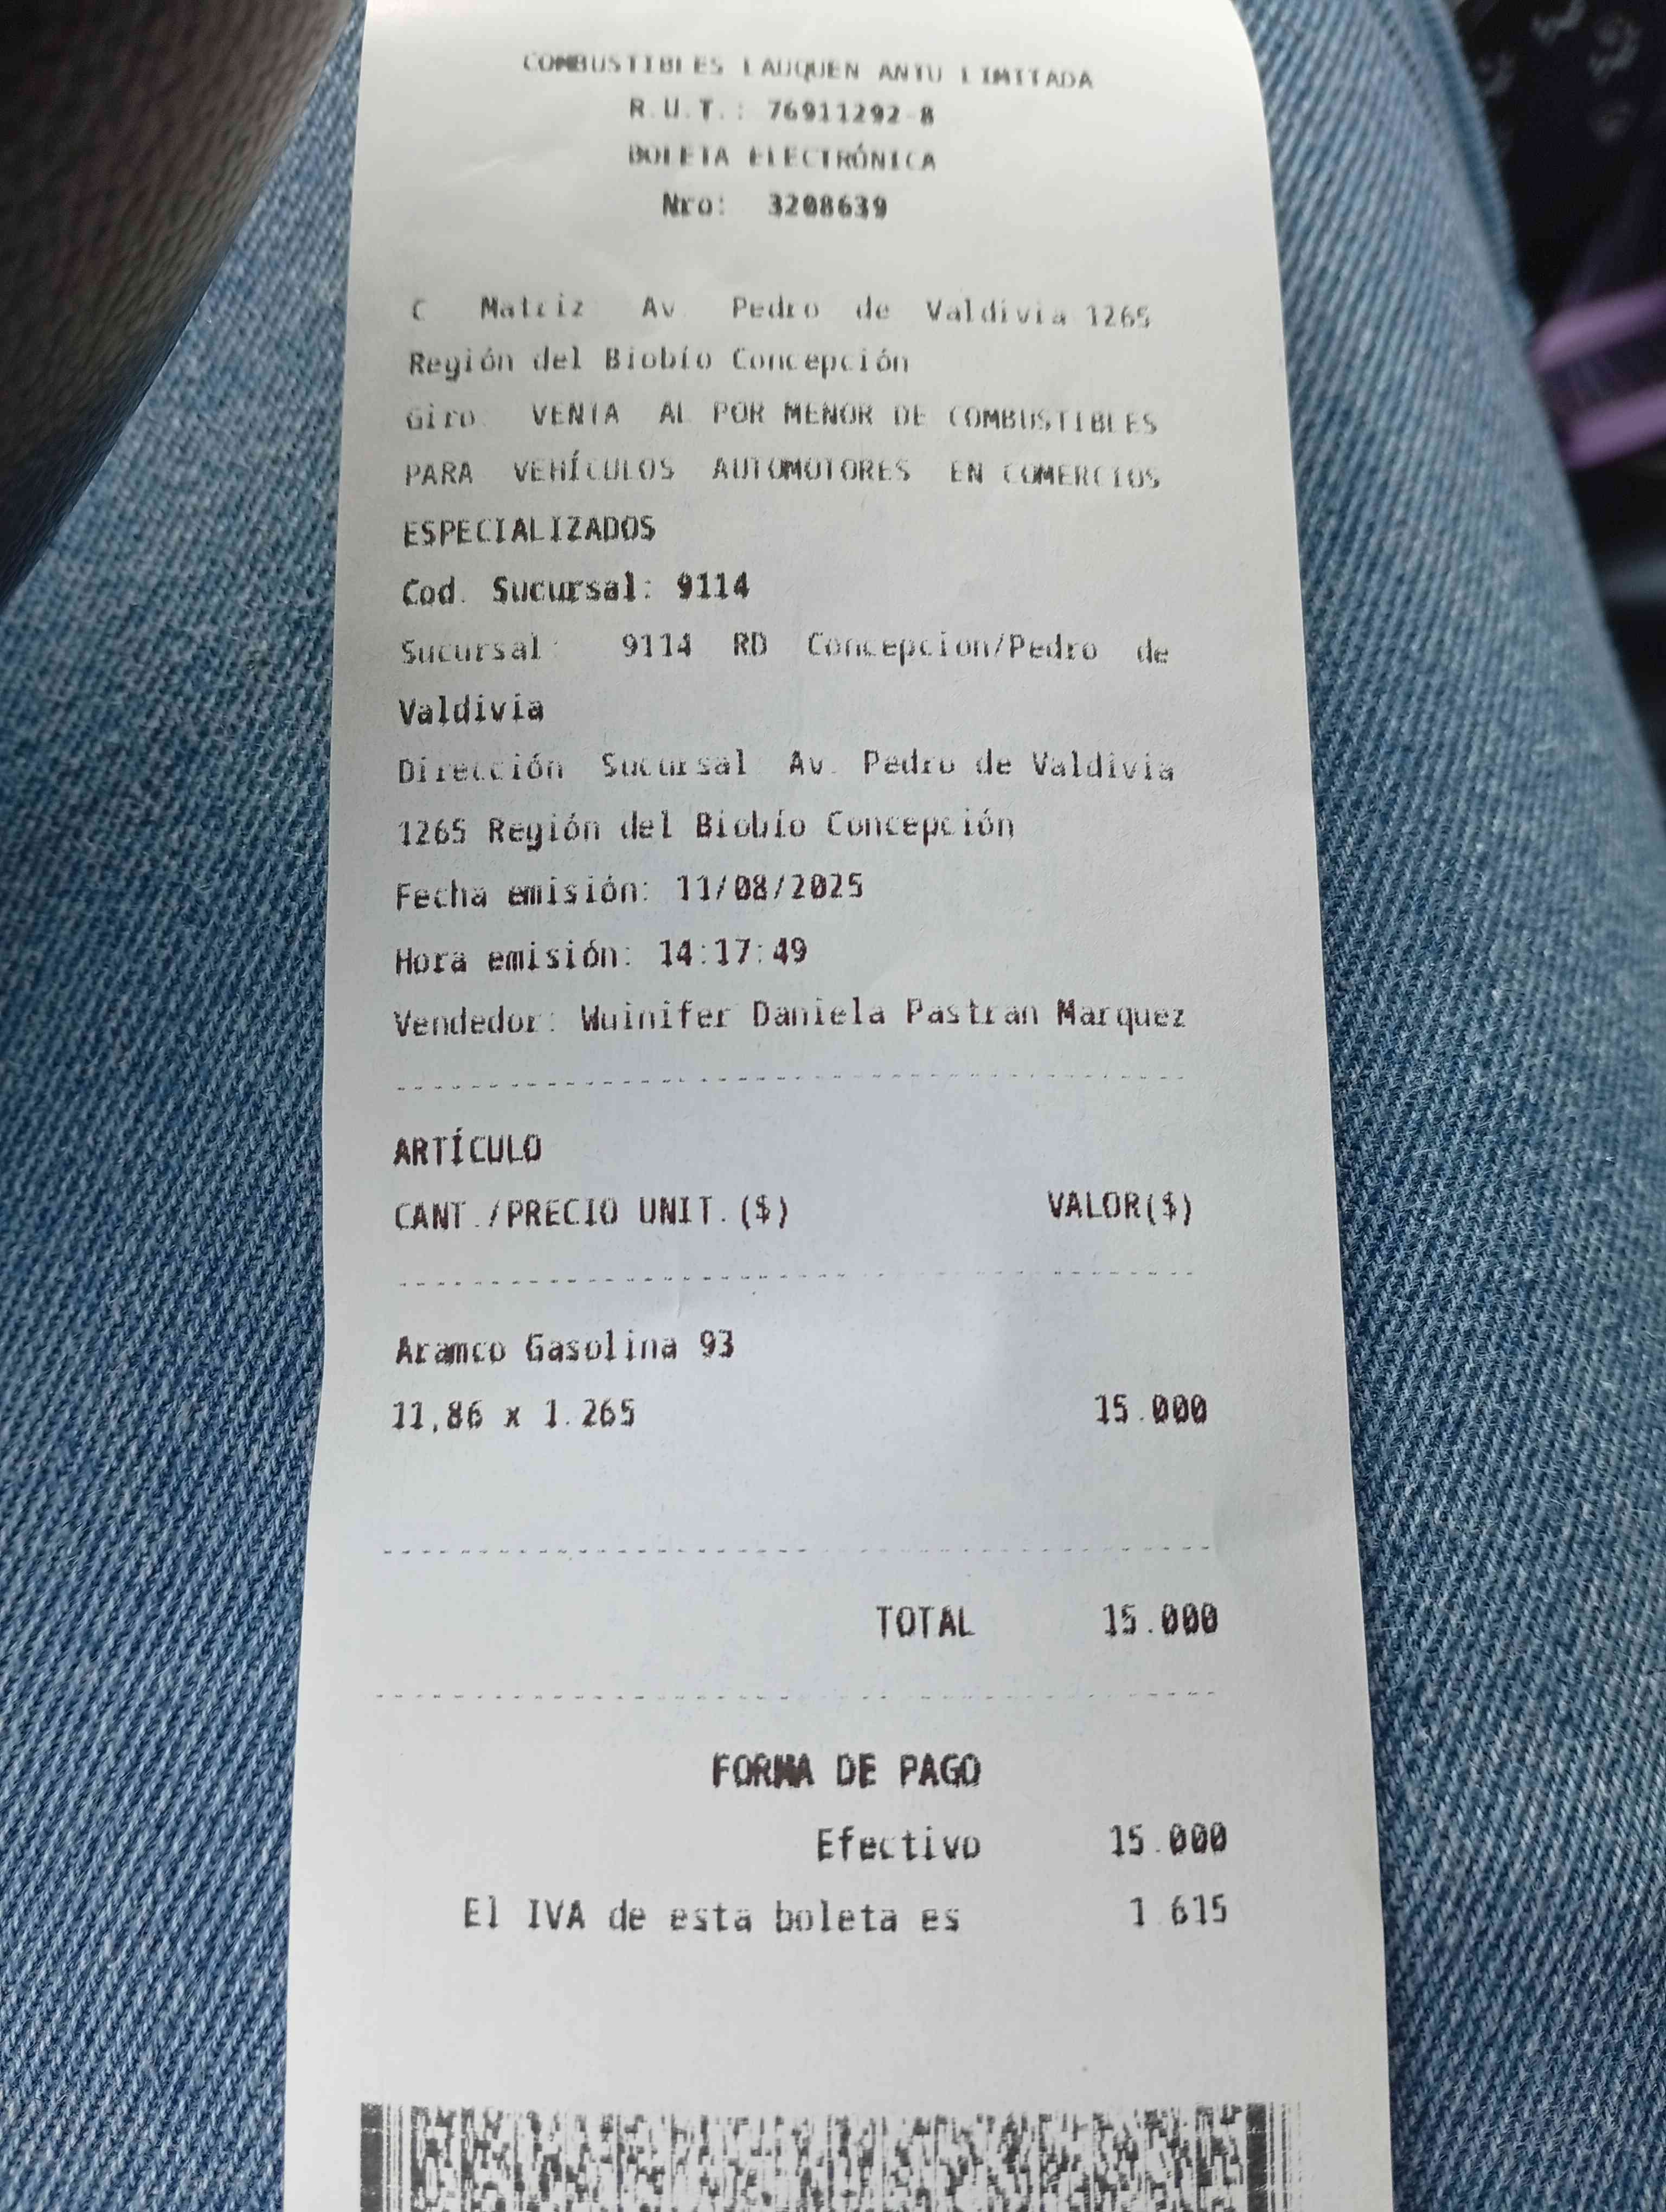 COMBUSTIBLES LAUQUEN ANTU LIMITADA
R.U.T.: 76911292-8
BOLETA ELECTRÓNICA
Nro: 3208639
C Matriz Av. Pedro de Valdivia 1265
Región del Biobío Concepción
Giro VENTA AL POR MENOR DE COMBUSTIBLES
PARA VEHÍCULOS AUTOMOTORES EN COMERCIOS
ESPECIALIZADOS
Cod. Sucursal: 9114
Sucursal: 9114 RD Concepcion/Pedro de
Valdivia
Dirección Sucursal Av. Pedro de Valdivia
1265 Región del Biobío Concepción
Fecha emisión: 11/08/2025
Hora emisión: 14:17:49
Vendedor: Wuinifer Daniela Pastran Marquez
ARTÍCULO
CANT./PRECIO UNIT.($) VALOR($)
Aramco Gasolina 93
11,86 x 1.265 15.000
TOTAL 15.000
FORMA DE PAGO
Efectivo 15.000
El IVA de esta boleta es 1.615